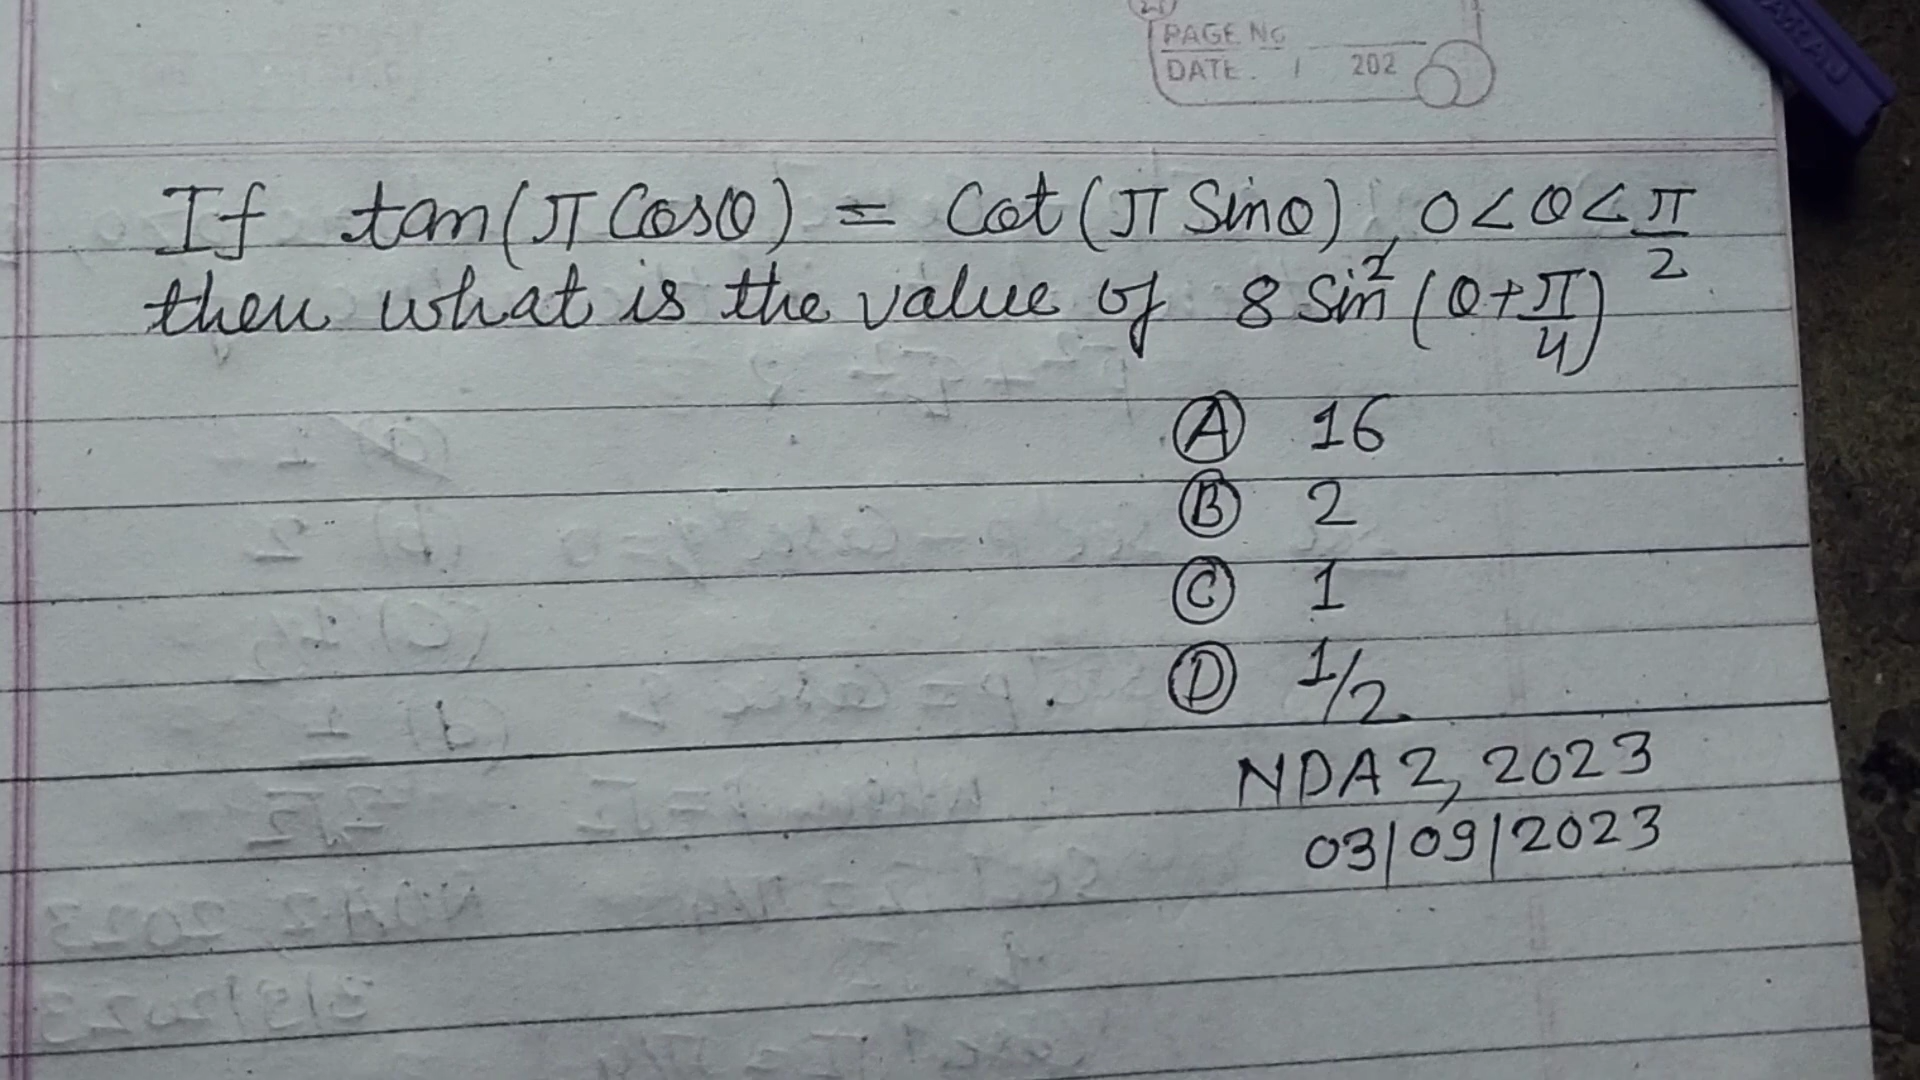 PAGE No
DATE. / 202
If tan(π Cosθ) = Cot(π Sinθ), 0<θ<π/2
then what is the value of 8 Sin²(θ+π/4)
Ⓐ 16
Ⓑ 2
Ⓒ 1
Ⓓ 1/2
NDA 2, 2023
03/09/2023